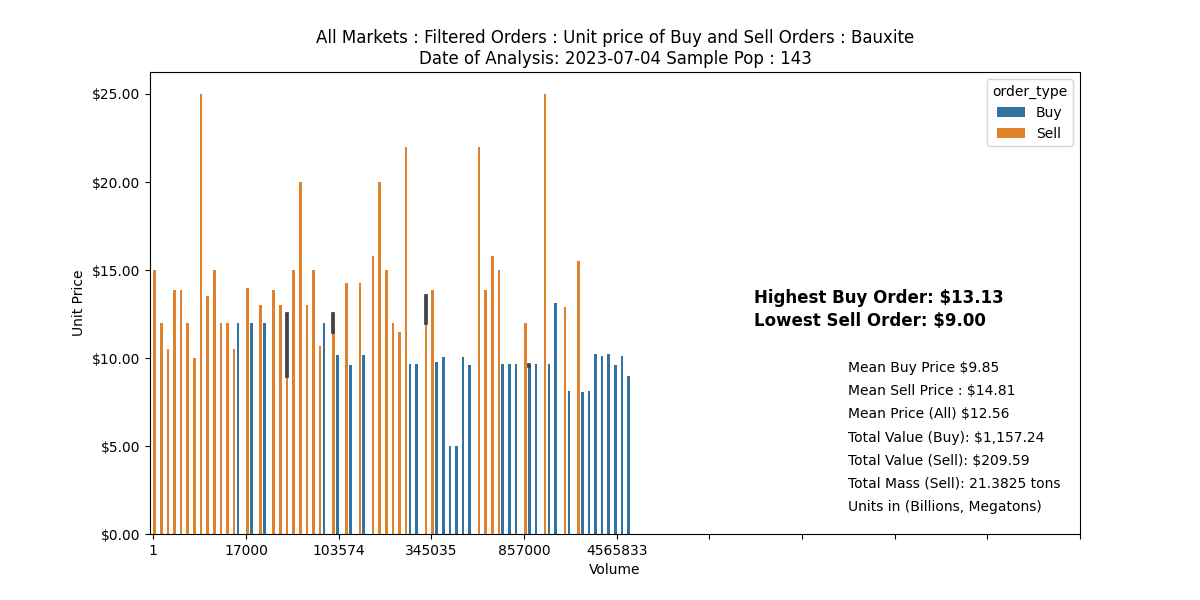 All Markets : Filtered Orders : Unit price of Buy and Sell Orders : Bauxite
Date of Analysis: 2023-07-04 Sample Pop : 143
order_type
Buy
Sell
$25.00
$20.00
$15.00
$10.00
$5.00
$0.00
Unit Price
Highest Buy Order: $13.13
Lowest Sell Order: $9.00
Mean Buy Price $9.85
Mean Sell Price : $14.81
Mean Price (All) $12.56
Total Value (Buy): $1,157.24
Total Value (Sell): $209.59
Total Mass (Sell): 21.3825 tons
Units in (Billions, Megatons)
1 17000 103574 345035 857000 4565833
Volume